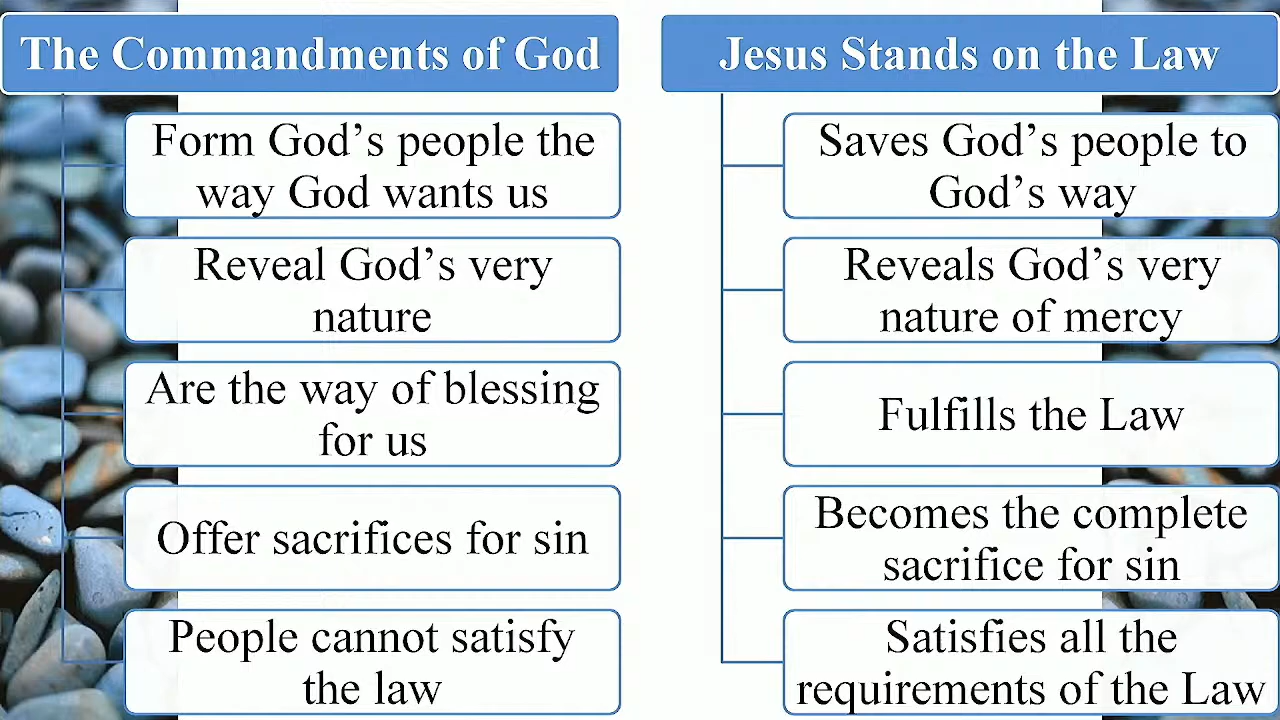 The Commandments of God
Form God's people the
way God wants us
Reveal God's very
nature
Are the way of blessing
for us
Offer sacrifices for sin
People cannot satisfy
the law
Jesus Stands on the Law
Saves God's people to
God's way
Reveals God's very
nature of mercy
Fulfills the Law
Becomes the complete
sacrifice for sin
Satisfies all the
requirements of the Law